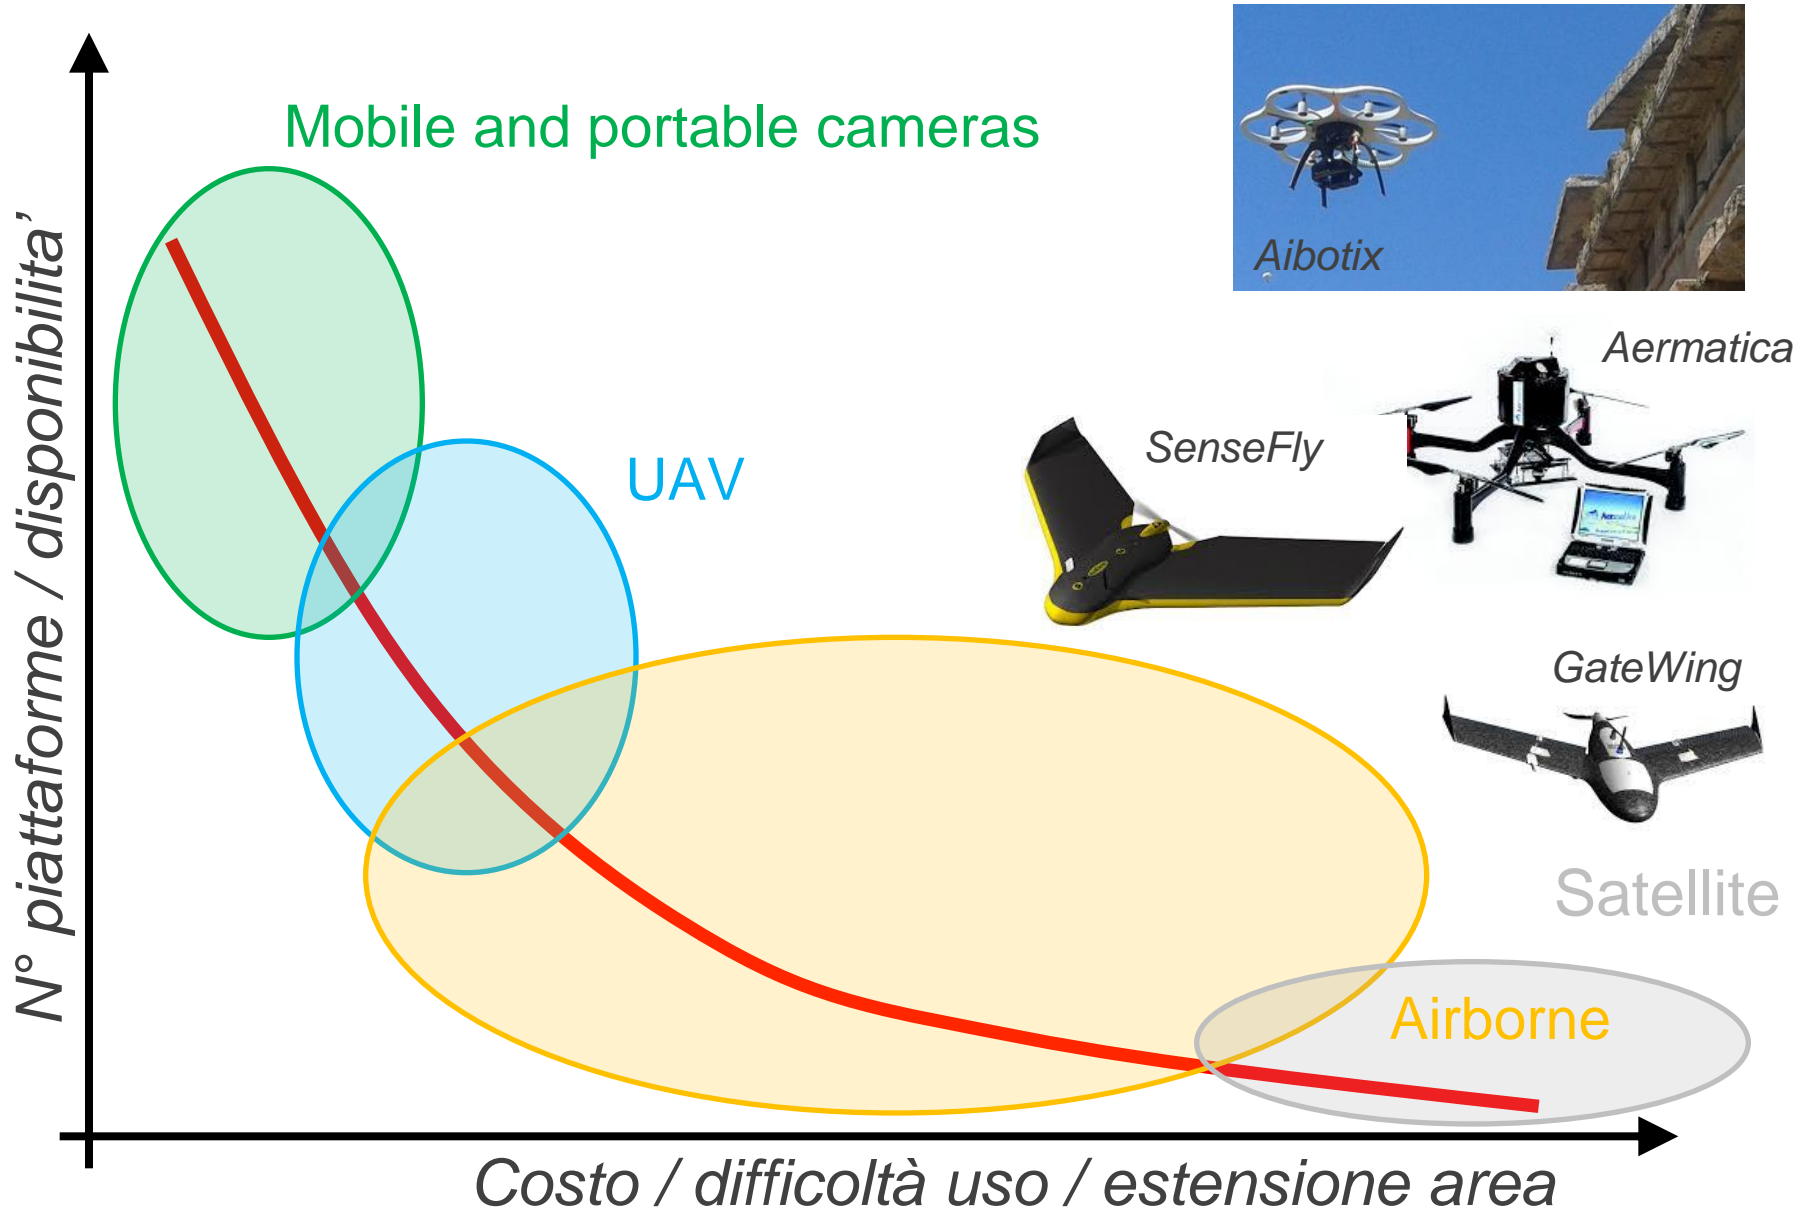 Mobile and portable cameras
Aibotix
Aermatica
SenseFly
UAV
GateWing
Satellite
Airborne
N° piattaforme / disponibilita’
Costo / difficoltà uso / estensione area